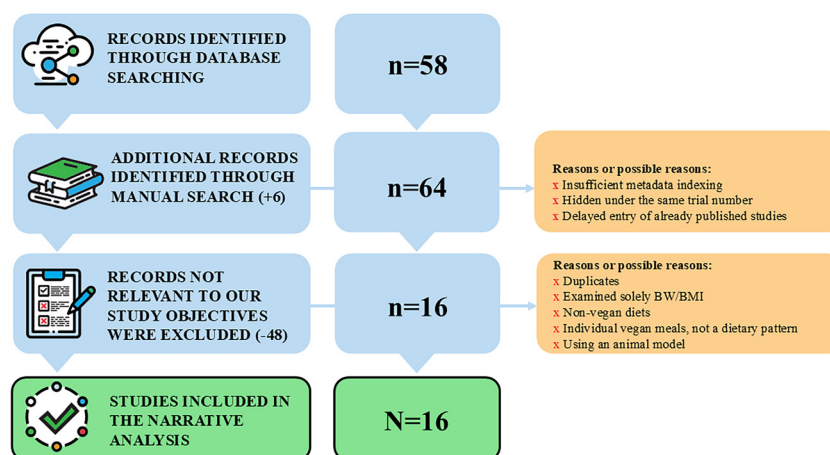 RECORDS IDENTIFIED
THROUGH DATABASE
SEARCHING
n=58
ADDITIONAL RECORDS
IDENTIFIED THROUGH
MANUAL SEARCH (+6)
n=64
Reasons or possible reasons:
x Insufficient metadata indexing
x Hidden under the same trial number
x Delayed entry of already published studies
RECORDS NOT
RELEVANT TO OUR
STUDY OBJECTIVES
WERE EXCLUDED (-48)
n=16
Reasons or possible reasons:
x Duplicates
x Examined solely BW/BMI
x Non-vegan diets
x Individual vegan meals, not a dietary pattern
x Using an animal model
STUDIES INCLUDED IN
THE NARRATIVE
ANALYSIS
N=16